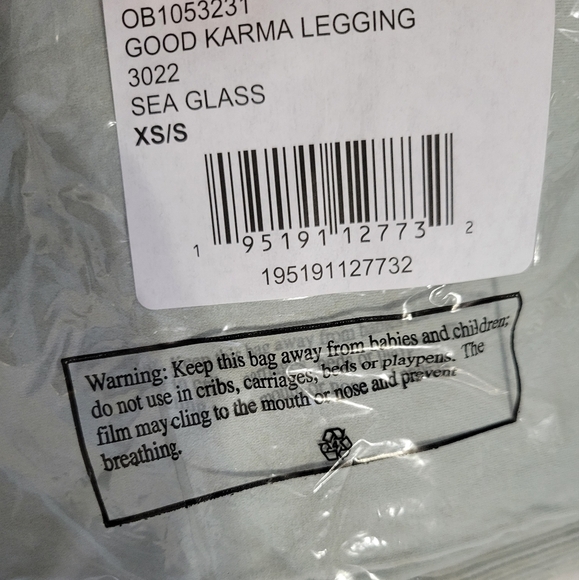 OB1053231
GOOD KARMA LEGGING
3022
SEA GLASS
XS/S
1 95191 12773 2
195191127732
Warning: Keep this bag away from babies and children;
do not use in cribs, carriages, beds or playpens. The
film may cling to the mouth or nose and prevent
breathing.